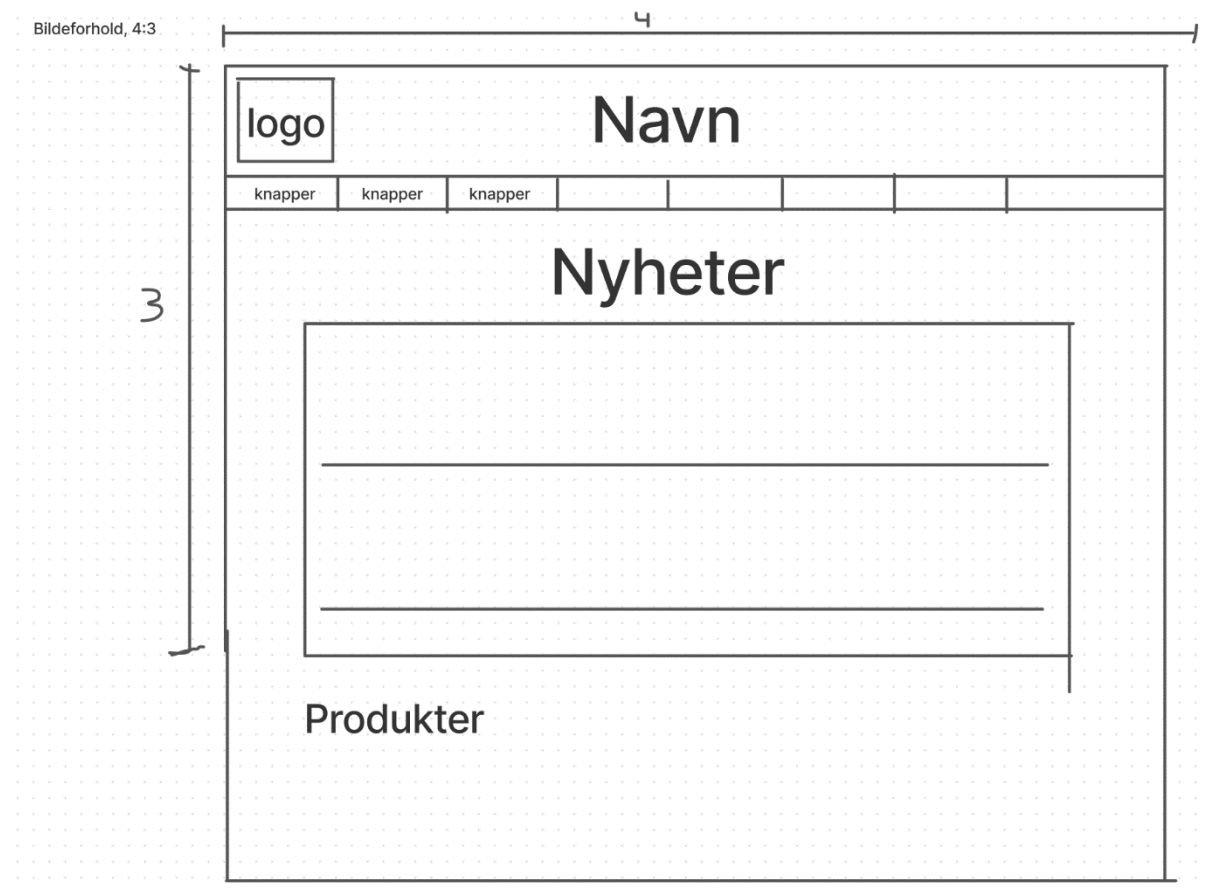 Bildeforhold, 4:3
4
logo
Navn
knapper knapper knapper
Nyheter
3
Produkter